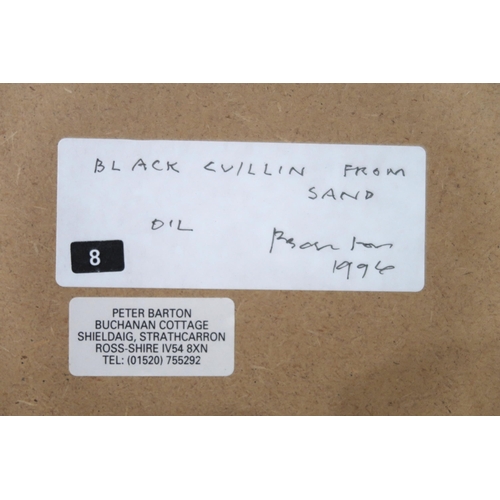 BLACK CUILLIN FROM
SAND
OIL
Barton
1996
8
PETER BARTON
BUCHANAN COTTAGE
SHIELDAIG, STRATHCARRON
ROSS-SHIRE IV54 8XN
TEL: (01520) 755292